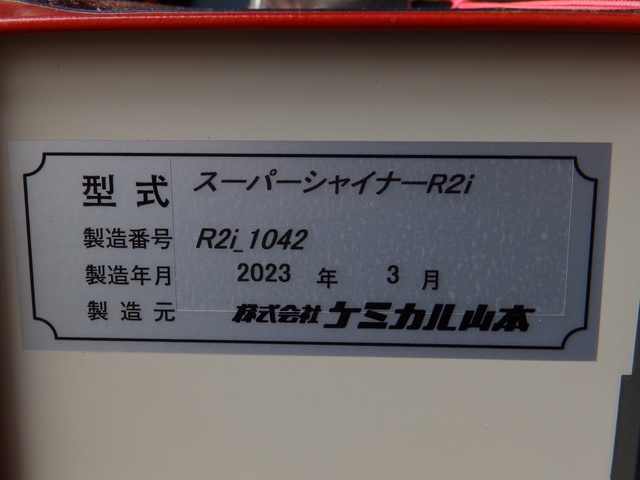 型式 スーパーシャイナーR2i
製造番号 R2i_1042
製造年月 2023 年 3 月
製造元 株式会社 ケミカル山本